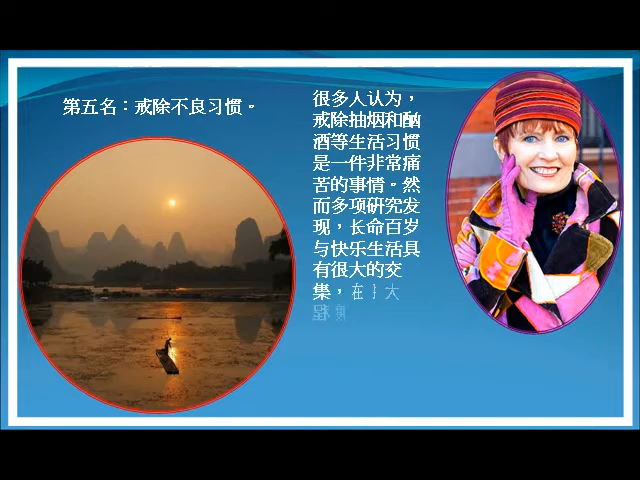 第五名：戒除不良习惯。
很多人认为，
戒除抽烟和酗
酒等生活习惯
是一件非常痛
苦的事情。然
而多项研究发
现，长命百岁
与快乐生活具
有很大的交
集，